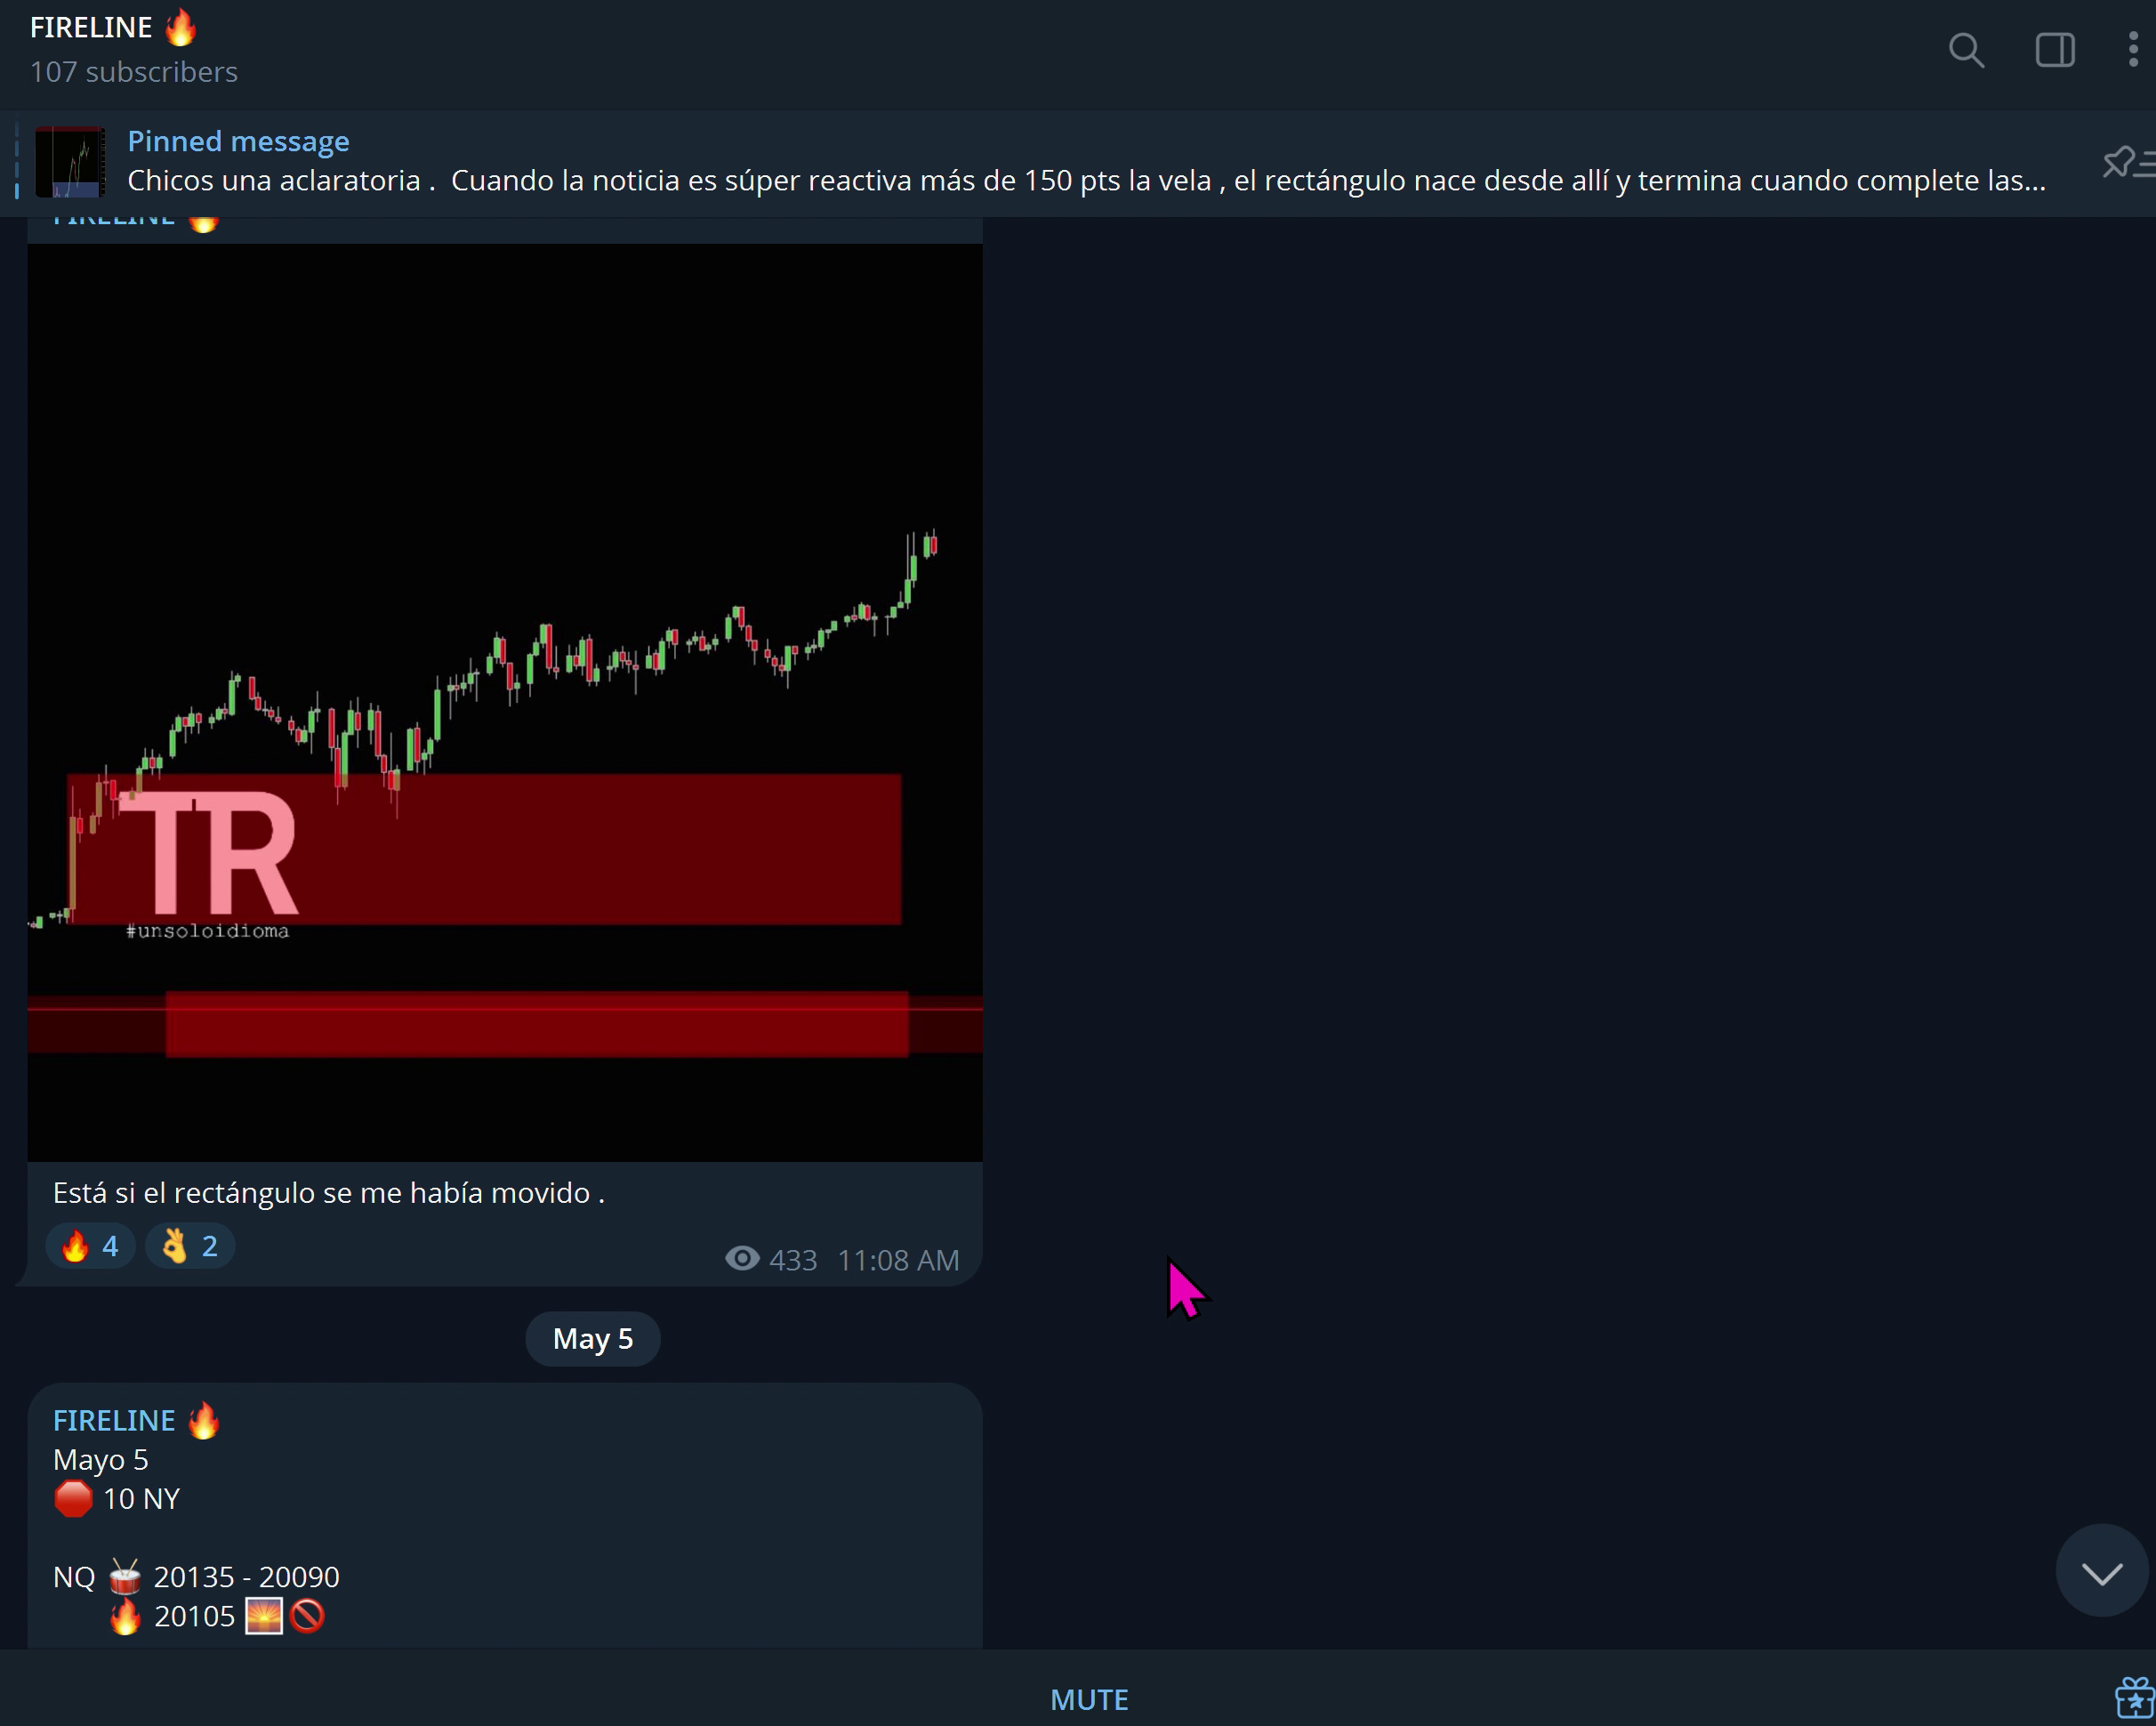 FIRELINE 🔥
107 subscribers
Pinned message
Chicos una aclaratoria .  Cuando la noticia es súper reactiva más de 150 pts la vela , el rectángulo nace desde allí y termina cuando complete las...
FIRELINE 🔥
TR
#unsoloidioma
Está si el rectángulo se me había movido .
🔥 4 👌 2
433 11:08 AM
May 5
FIRELINE 🔥
Mayo 5
🛑 10 NY
NQ 🥁 20135 - 20090
🔥 20105 🌅🚫
MUTE